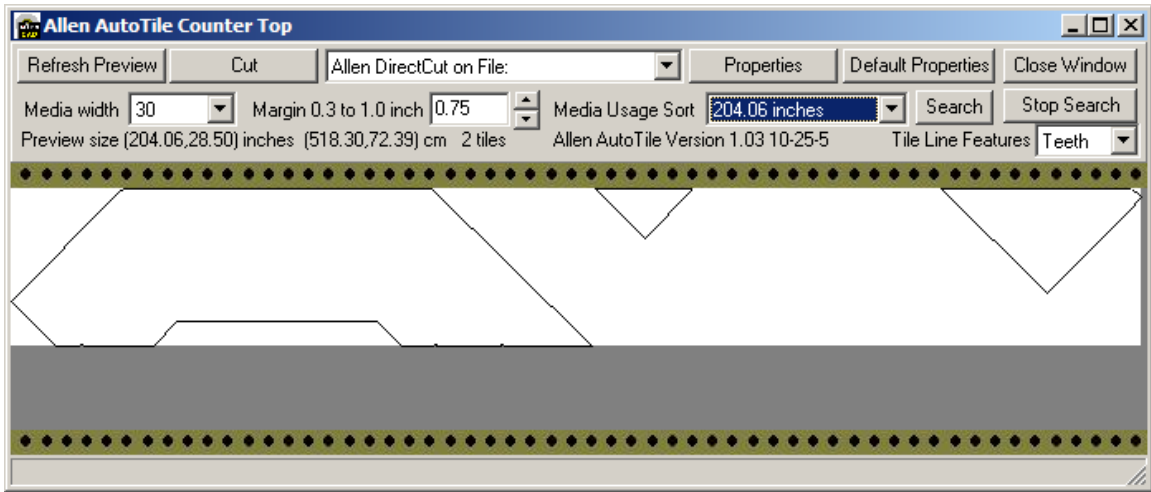 Allen AutoTile Counter Top
Refresh Preview Cut Allen DirectCut on File: Properties Default Properties Close Window
Media width 30 Margin 0.3 to 1.0 inch 0.75 Media Usage Sort 204.06 inches Search Stop Search
Preview size (204.06,28.50) inches (518.30,72.39) cm 2 tiles Allen AutoTile Version 1.03 10-25-5 Tile Line Features Teeth